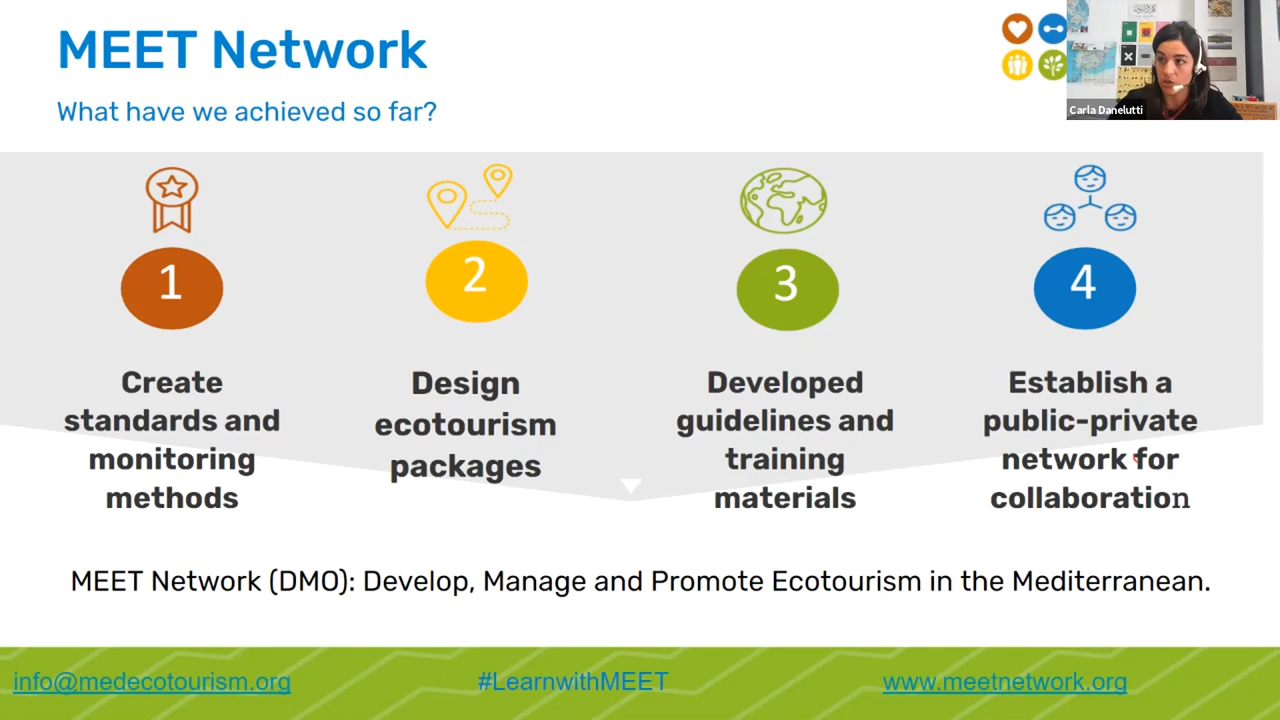 MEET Network
What have we achieved so far?
Carla Danelutti
1
2
3
4
Create
standards and
monitoring
methods
Design
ecotourism
packages
Developed
guidelines and
training
materials
Establish a
public-private
network for
collaboration
MEET Network (DMO): Develop, Manage and Promote Ecotourism in the Mediterranean.
info@medecotourism.org
#LearnwithMEET
www.meetnetwork.org